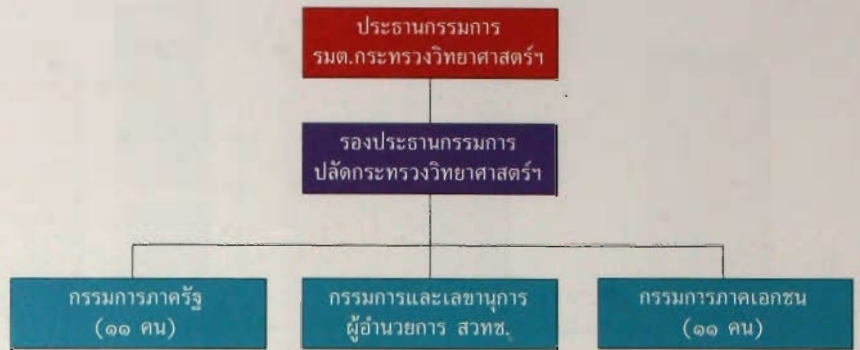 ประธานกรรมการ
รมต.กระทรวงวิทยาศาสตร์ฯ
รองประธานกรรมการ
ปลัดกระทรวงวิทยาศาสตร์ฯ
กรรมการภาครัฐ
(๑๑ คน)
กรรมการและเลขานุการ
ผู้อำนวยการ สวทช.
กรรมการภาคเอกชน
(๑๑ คน)